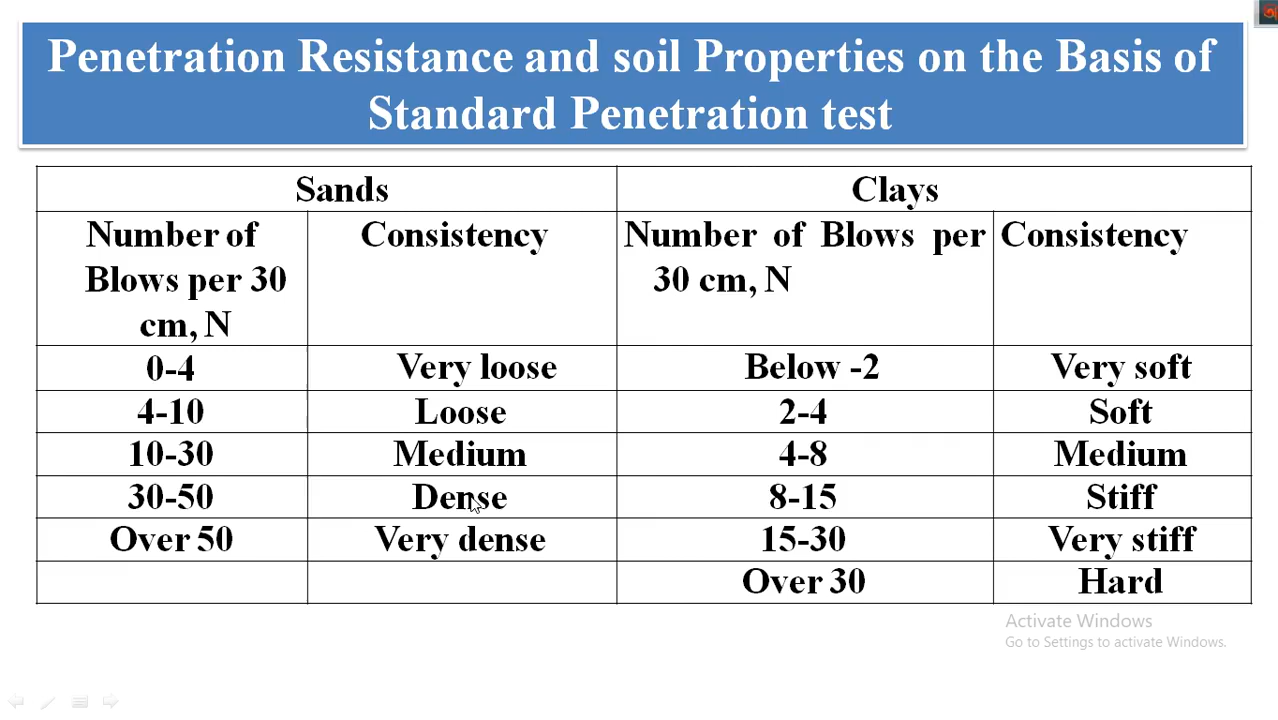 Penetration Resistance and soil Properties on the Basis of
Standard Penetration test
Sands
Clays
Number of
Blows per 30
cm, N
Consistency
Number of Blows per
30 cm, N
Consistency
0-4
Very loose
Below -2
Very soft
4-10
Loose
2-4
Soft
10-30
Medium
4-8
Medium
30-50
Dense
8-15
Stiff
Over 50
Very dense
15-30
Very stiff
Over 30
Hard
Activate Windows
Go to Settings to activate Windows.